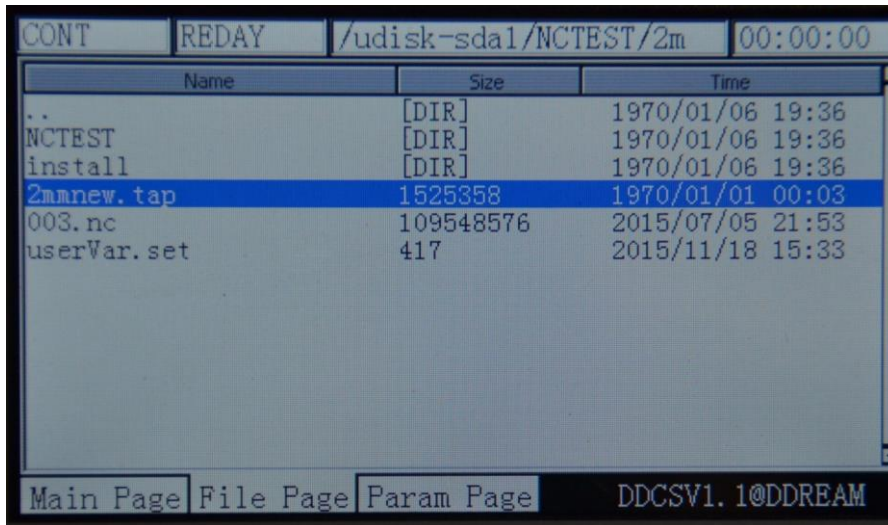 CONT REDAY /udisk-sda1/NCTEST/2m 00:00:00
Name Size Time
.. [DIR] 1970/01/06 19:36
NCTEST [DIR] 1970/01/06 19:36
install [DIR] 1970/01/06 19:36
2mmnew.tap 1525358 1970/01/01 00:03
003.nc 109548576 2015/07/05 21:53
userVar.set 417 2015/11/18 15:33
Main Page File Page Param Page DDCSV1.1@DDREAM